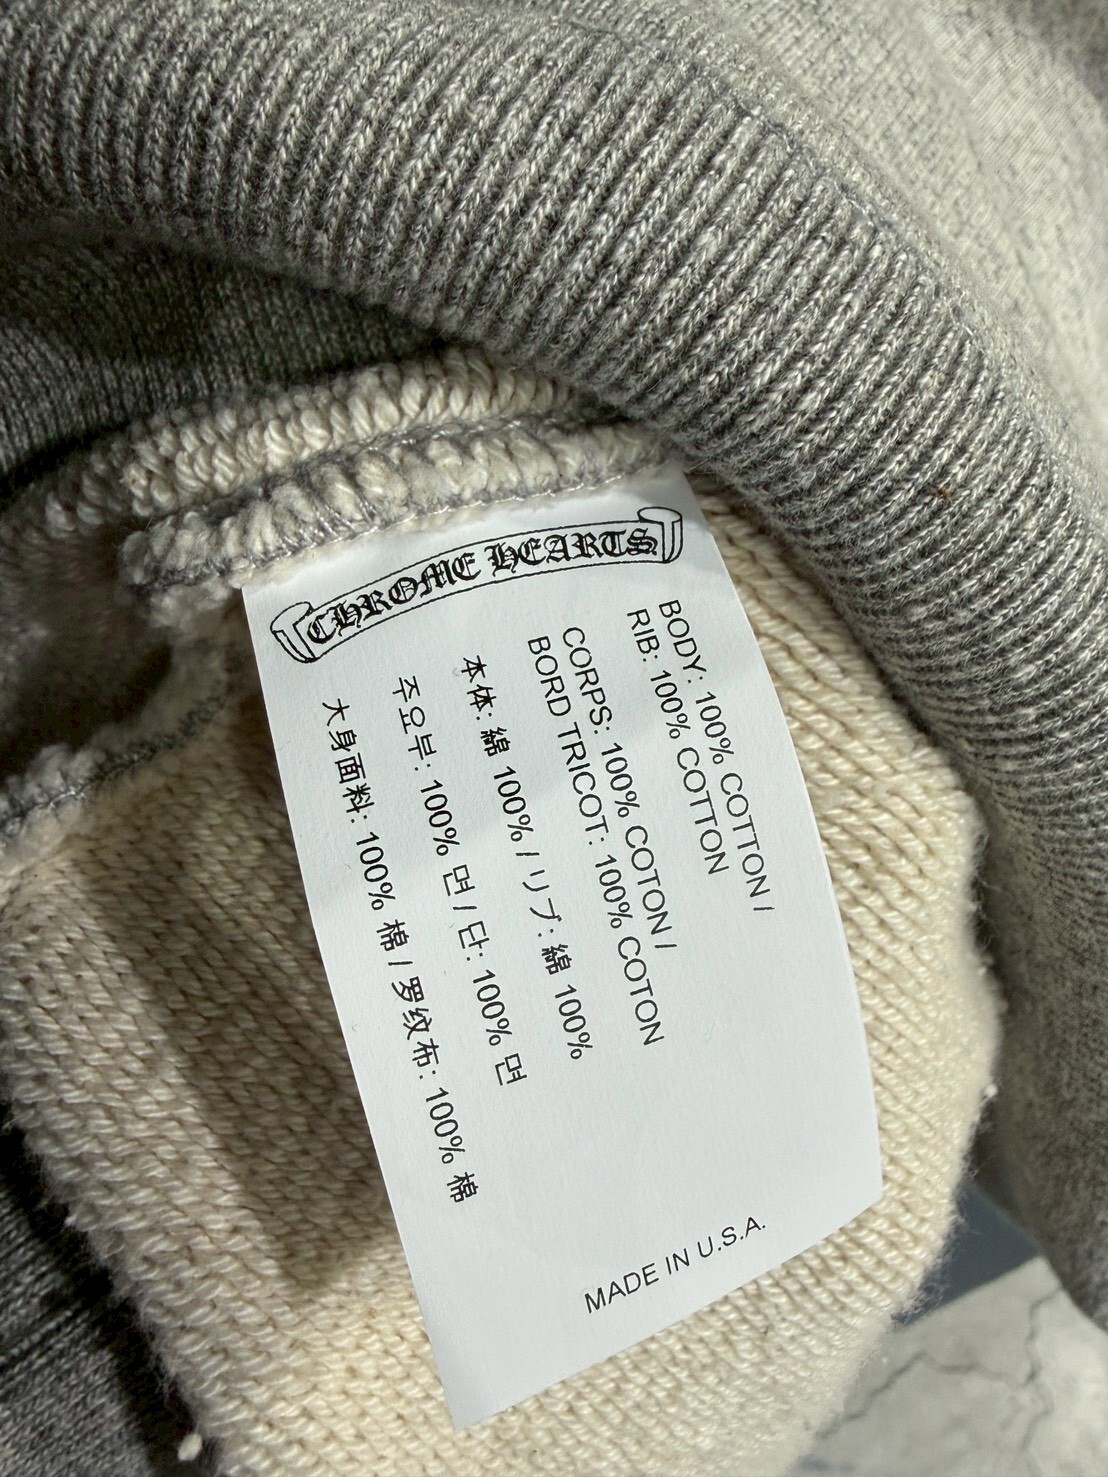 CHROME HEARTS
BODY: 100% COTTON /
RIB: 100% COTTON
CORPS: 100% COTON /
BORD TRICOT: 100% COTON
本体: 綿 100% / リブ: 綿 100%
주요부: 100% 면 / 단: 100% 면
大身面料: 100% 棉 / 罗纹布: 100% 棉
MADE IN U.S.A.